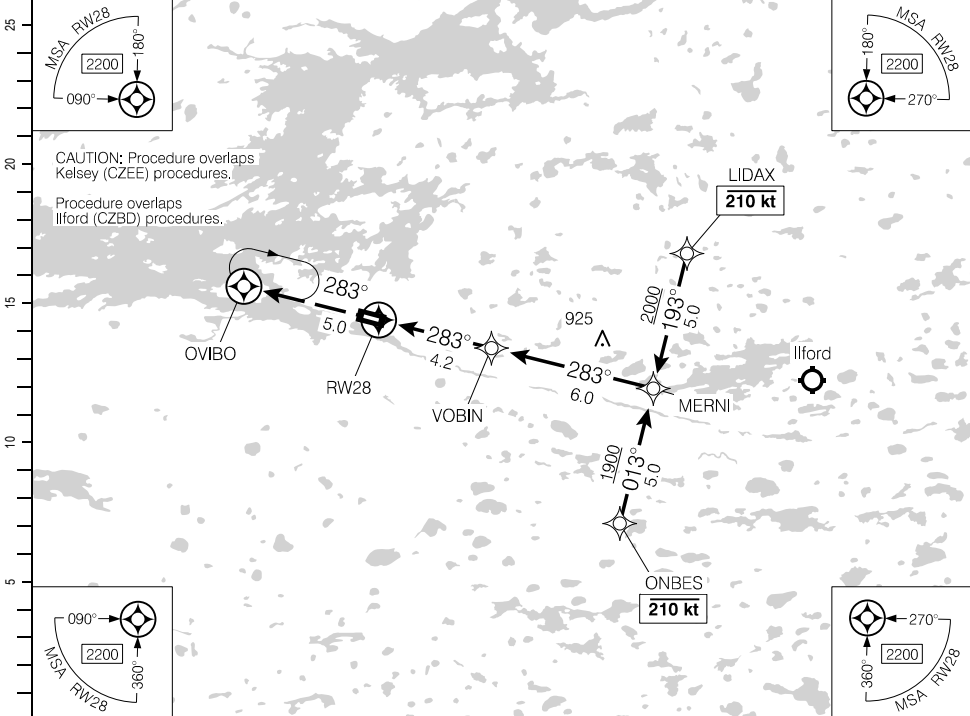 25
20
15
10
5
MSA RW28
180°
2200
090°
MSA RW28
180°
2200
270°
CAUTION: Procedure overlaps
Kelsey (CZEE) procedures.
Procedure overlaps
Ilford (CZBD) procedures.
LIDAX
210 kt
2000
193°
5.0
283°
5.0
OVIBO
RW28
283°
4.2
VOBIN
925
283°
6.0
MERNI
Ilford
1900
013°
5.0
ONBES
210 kt
090°
2200
360°
MSA RW28
270°
2200
360°
MSA RW28